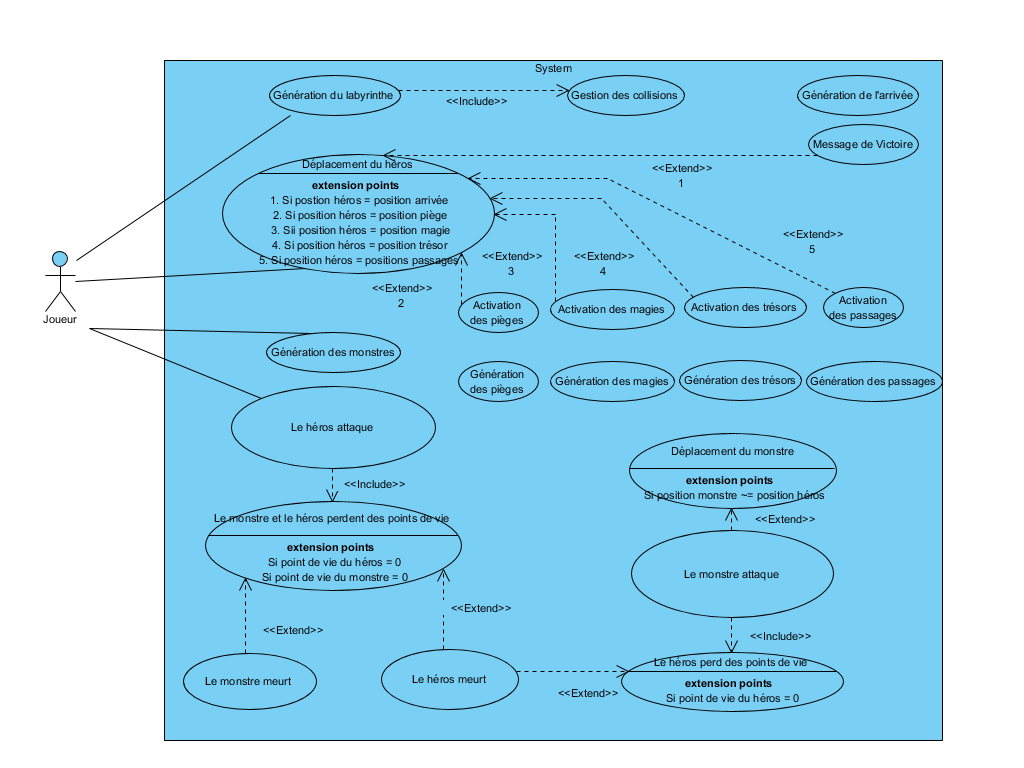 System
Génération du labyrinthe
<<Include>>
Gestion des collisions
Génération de l'arrivée
Message de Victoire
<<Extend>>
1
Déplacement du héros
extension points
1. Si postion héros = position arrivée
2. Si position héros = position piège
3. Sii position héros = position magie
4. Si position héros = position trésor
5. Si position héros = positions passages
<<Extend>>
5
<<Extend>>
3
<<Extend>>
4
<<Extend>>
2
Joueur
Activation
des pièges
Activation des magies
Activation des trésors
Activation
des passages
Génération des monstres
Génération
des pièges
Génération des magies
Génération des trésors
Génération des passages
Le héros attaque
<<Include>>
Déplacement du monstre
extension points
Si position monstre ~= position héros
<<Extend>>
Le monstre et le héros perdent des points de vie
extension points
Si point de vie du héros = 0
Si point de vie du monstre = 0
Le monstre attaque
<<Extend>>
<<Extend>>
<<Include>>
Le monstre meurt
Le héros meurt
<<Extend>>
Le héros perd des points de vie
extension points
Si point de vie du héros = 0